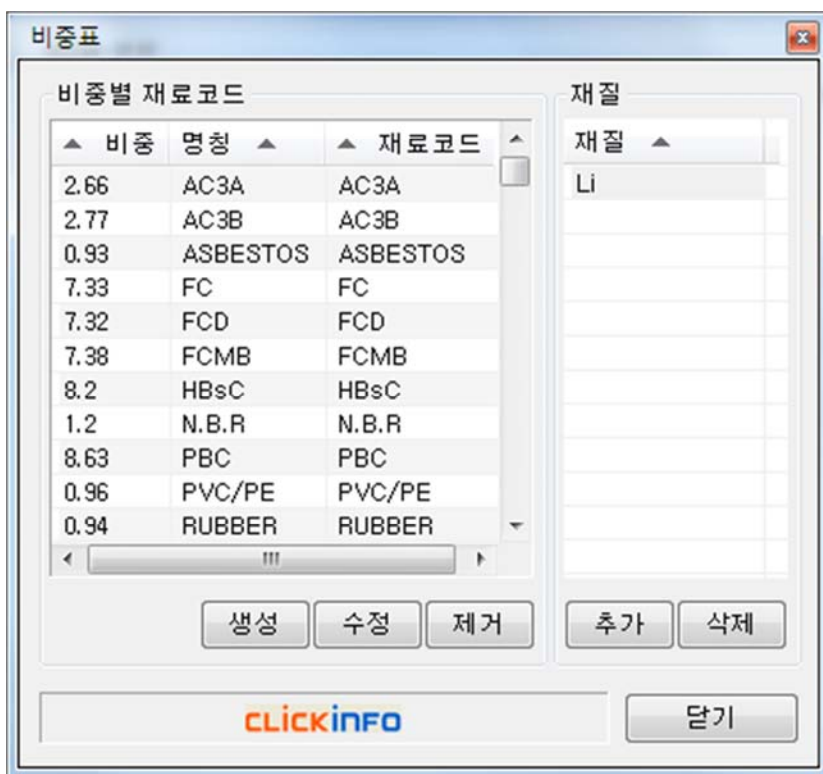 비중표
비중별 재료코드
비중 명칭 재료코드
2.66 AC3A AC3A
2.77 AC3B AC3B
0.93 ASBESTOS ASBESTOS
7.33 FC FC
7.32 FCD FCD
7.38 FCMB FCMB
8.2 HBsC HBsC
1.2 N.B.R N.B.R
8.63 PBC PBC
0.96 PVC/PE PVC/PE
0.94 RUBBER RUBBER
생성 수정 제거
재질
재질
Li
추가 삭제
CLICKINFO
닫기